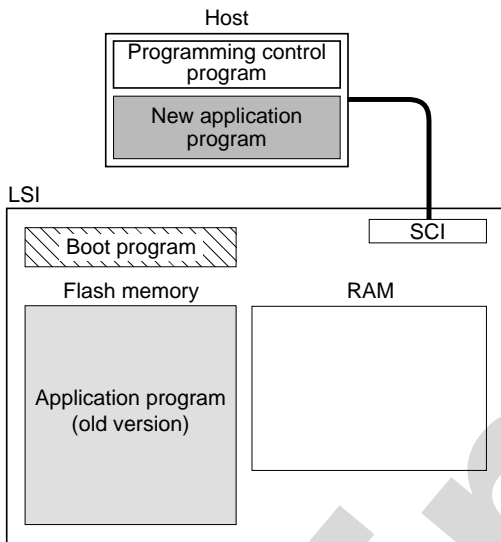 Host
Programming control
program
New application
program
LSI
SCI
Boot program
Flash memory
RAM
Application program
(old version)